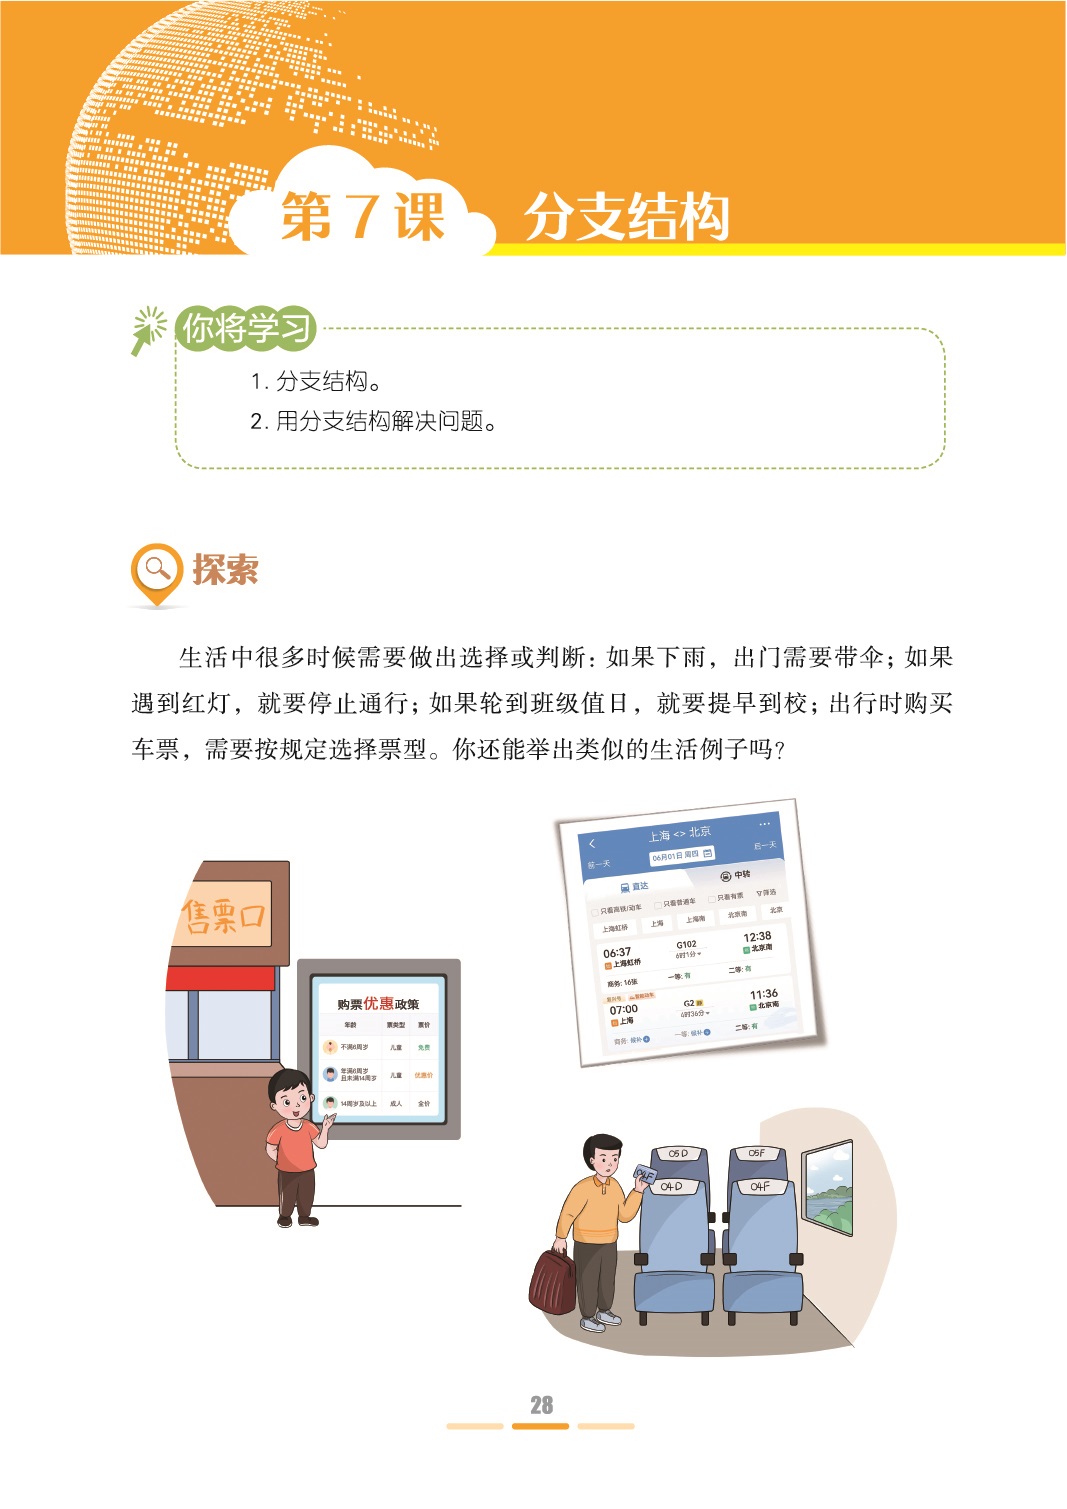 第7课 分支结构
你将学习
1. 分支结构。
2. 用分支结构解决问题。
探索
生活中很多时候需要做出选择或判断：如果下雨，出门需要带伞；如果
遇到红灯，就要停止通行；如果轮到班级值日，就要提早到校；出行时购买
车票，需要按规定选择票型。你还能举出类似的生活例子吗？
上海 <> 北京
前一天 06月01日 周四 后一天
直达 中转
只看高铁/动车 只看普通车 只看有票 筛选
上海虹桥 上海 上海南 北京南 北京
06:37 G102 12:38
上海虹桥 6时1分 北京南
商务: 16张 一等: 有 二等: 有
复兴号 智能动车
07:00 G2 11:36
上海 4时36分 北京南
商务: 候补 一等: 候补 二等: 有
售票口
购票优惠政策
年龄 票类型 票价
不满6周岁 儿童 免费
年满6周岁
且未满14周岁 儿童 优惠价
14周岁及以上 成人 全价
05D 05F
04F
04D 04F
28